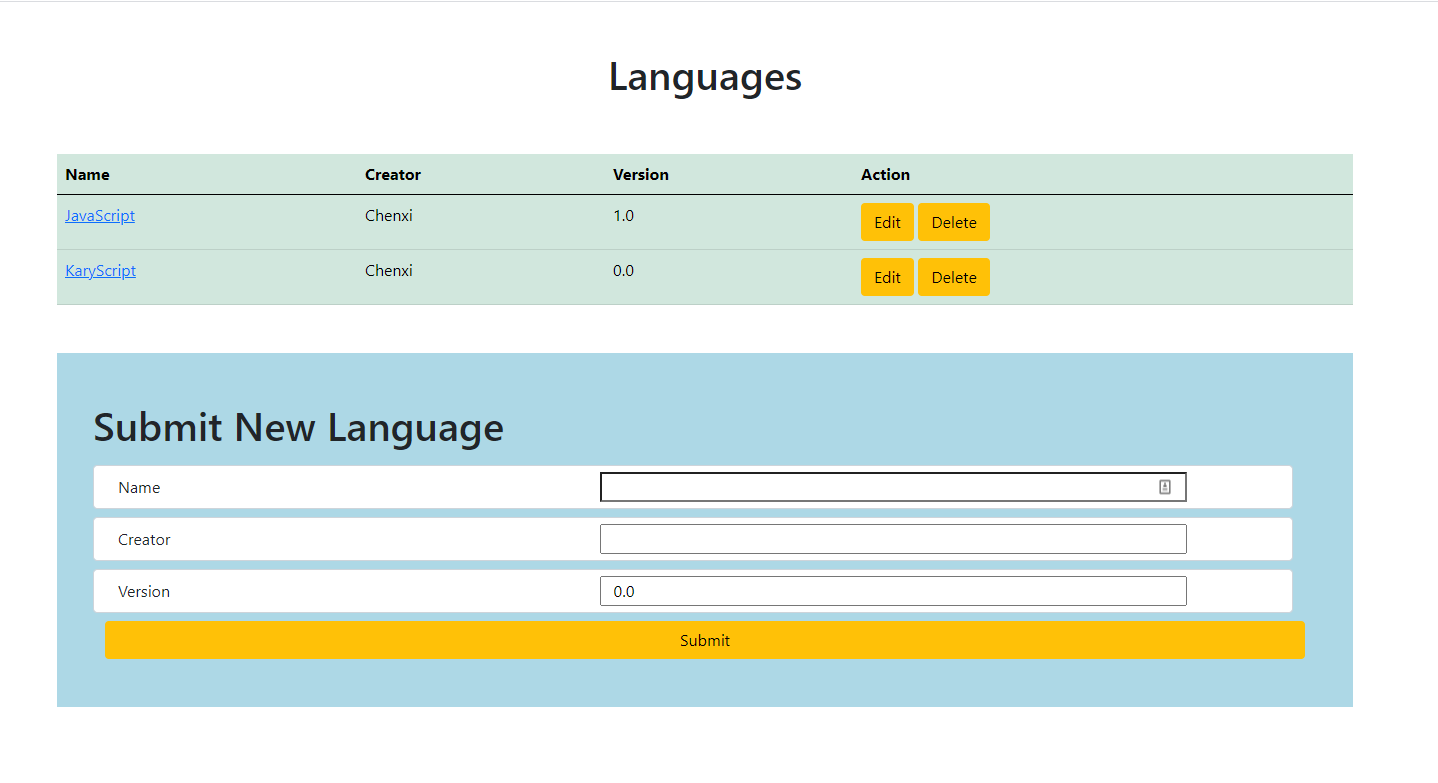 Languages
Name Creator Version Action
JavaScript Chenxi 1.0 Edit Delete
KaryScript Chenxi 0.0 Edit Delete
Submit New Language
Name
Creator
Version 0.0
Submit